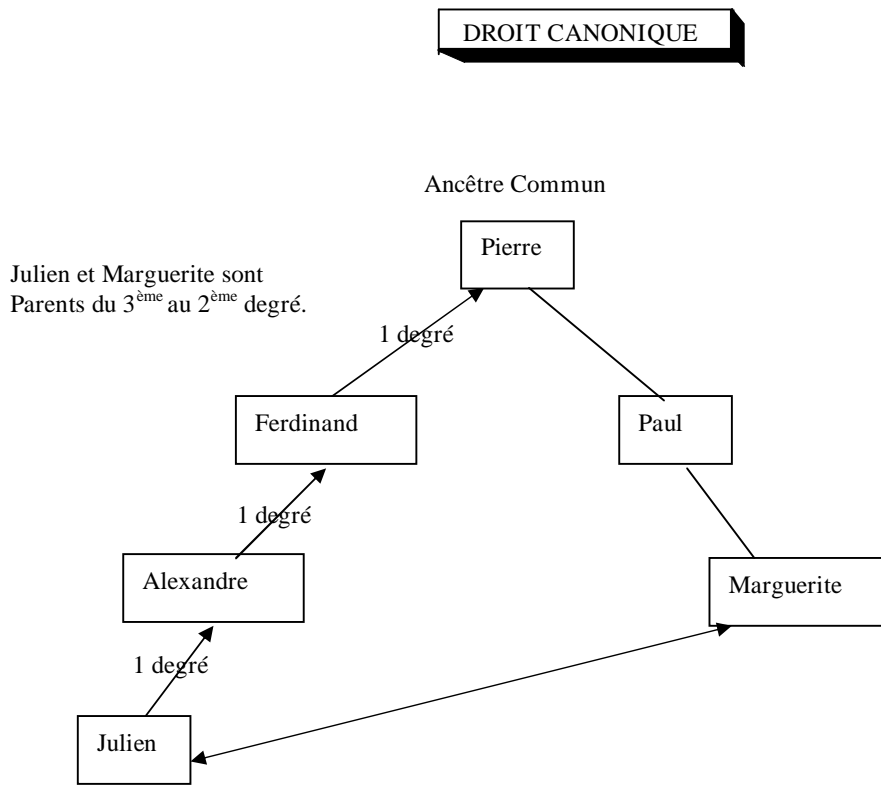 DROIT CANONIQUE
Ancêtre Commun
Pierre
Julien et Marguerite sont
Parents du 3ème au 2ème degré.
1 degré
Ferdinand
Paul
1 degré
Alexandre
Marguerite
1 degré
Julien